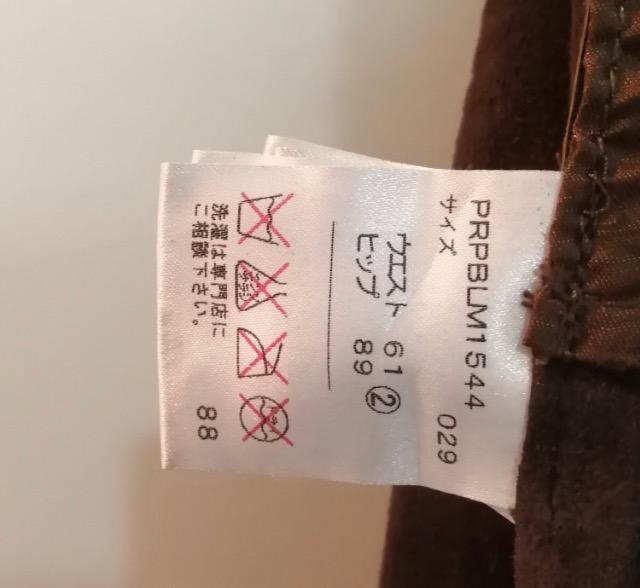 PRPBLM1544
サイズ 029
ウエスト 61 ②
ヒップ 89
洗濯は専門店に
ご相談下さい。
88